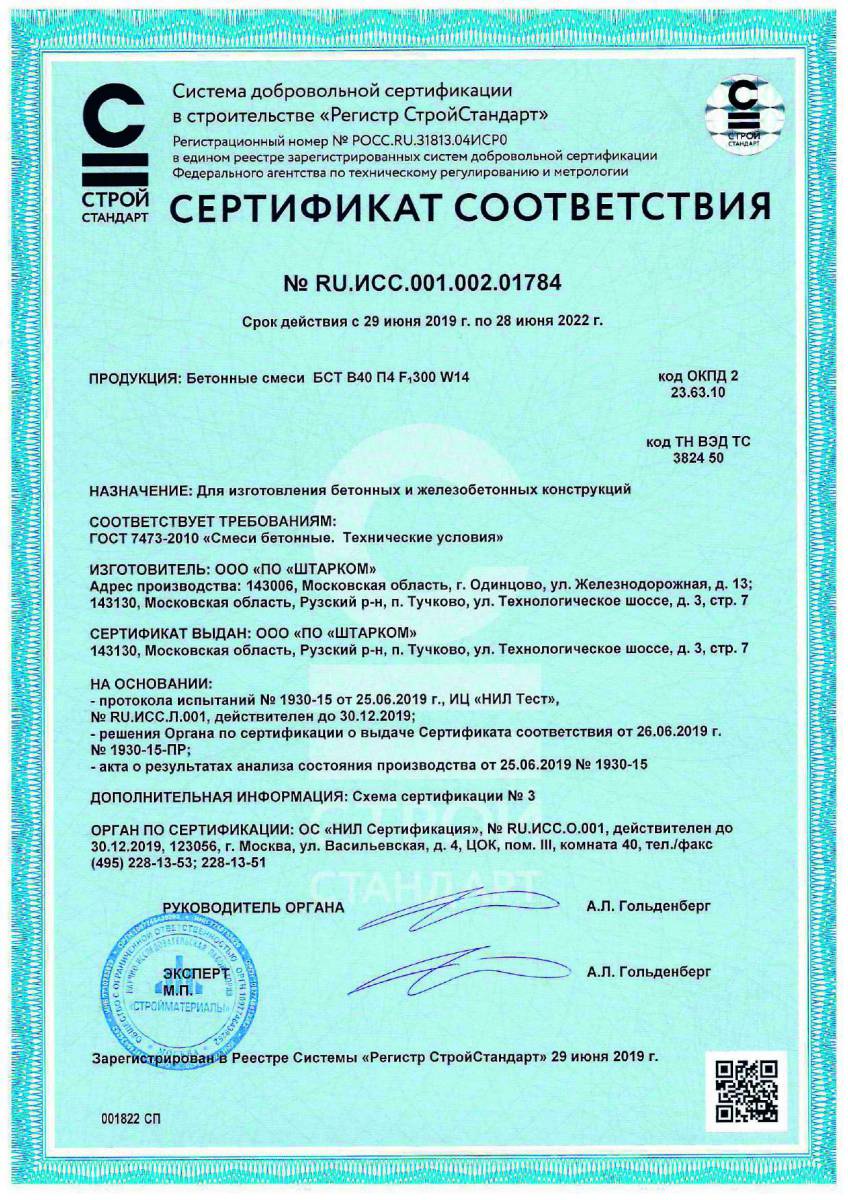 Система добровольной сертификации
в строительстве «Регистр СтройСтандарт»
Регистрационный номер № РОСС.RU.31813.04ИСР0
в едином реестре зарегистрированных систем добровольной сертификации
Федерального агентства по техническому регулированию и метрологии
СТРОЙ
СТАНДАРТ
СТРОЙ
СТАНДАРТ
СЕРТИФИКАТ СООТВЕТСТВИЯ
№ RU.ИСС.001.002.01784
Срок действия с 29 июня 2019 г. по 28 июня 2022 г.
ПРОДУКЦИЯ: Бетонные смеси БСТ В40 П4 F₁300 W14
код ОКПД 2
23.63.10
код ТН ВЭД ТС
3824 50
НАЗНАЧЕНИЕ: Для изготовления бетонных и железобетонных конструкций
СООТВЕТСТВУЕТ ТРЕБОВАНИЯМ:
ГОСТ 7473-2010 «Смеси бетонные. Технические условия»
ИЗГОТОВИТЕЛЬ: ООО «ПО «ШТАРКОМ»
Адрес производства: 143006, Московская область, г. Одинцово, ул. Железнодорожная, д. 13;
143130, Московская область, Рузский р-н, п. Тучково, ул. Технологическое шоссе, д. 3, стр. 7
СЕРТИФИКАТ ВЫДАН: ООО «ПО «ШТАРКОМ»
143130, Московская область, Рузский р-н, п. Тучково, ул. Технологическое шоссе, д. 3, стр. 7
НА ОСНОВАНИИ:
- протокола испытаний № 1930-15 от 25.06.2019 г., ИЦ «НИЛ Тест»,
№ RU.ИСС.Л.001, действителен до 30.12.2019;
- решения Органа по сертификации о выдаче Сертификата соответствия от 26.06.2019 г.
№ 1930-15-ПР;
- акта о результатах анализа состояния производства от 25.06.2019 № 1930-15
ДОПОЛНИТЕЛЬНАЯ ИНФОРМАЦИЯ: Схема сертификации № 3
СТРОЙ
СТАНДАРТ
ОРГАН ПО СЕРТИФИКАЦИИ: ОС «НИЛ Сертификация», № RU.ИСС.О.001, действителен до
30.12.2019, 123056, г. Москва, ул. Васильевская, д. 4, ЦОК, пом. III, комната 40, тел./факс
(495) 228-13-53; 228-13-51
РУКОВОДИТЕЛЬ ОРГАНА
А.Л. Гольденберг
ЭКСПЕРТ
А.Л. Гольденберг
М.П.
ОБЩЕСТВО С ОГРАНИЧЕННОЙ ОТВЕТСТВЕННОСТЬЮ
«СТРОЙМАТЕРИАЛЫ»
МОСКВА
Зарегистрирован в Реестре Системы «Регистр СтройСтандарт» 29 июня 2019 г.
001822 СП